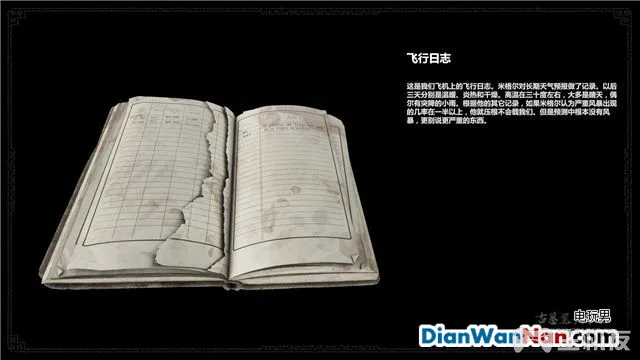 飞行日志
这是我们飞机上的飞行日志。米格尔对长期天气预报做了记录。以后
三天分别是温暖、炎热和干燥。高温在三十度左右，大多是晴天，偶
尔有突降的小雨。根据他的其它记录，如果米格尔认为严重风暴出现
的几率在一半以上，他就压根不会载我们。但是预测中根本没有风
暴，更别说更严重的东西。
电玩男
DianWanNan.com